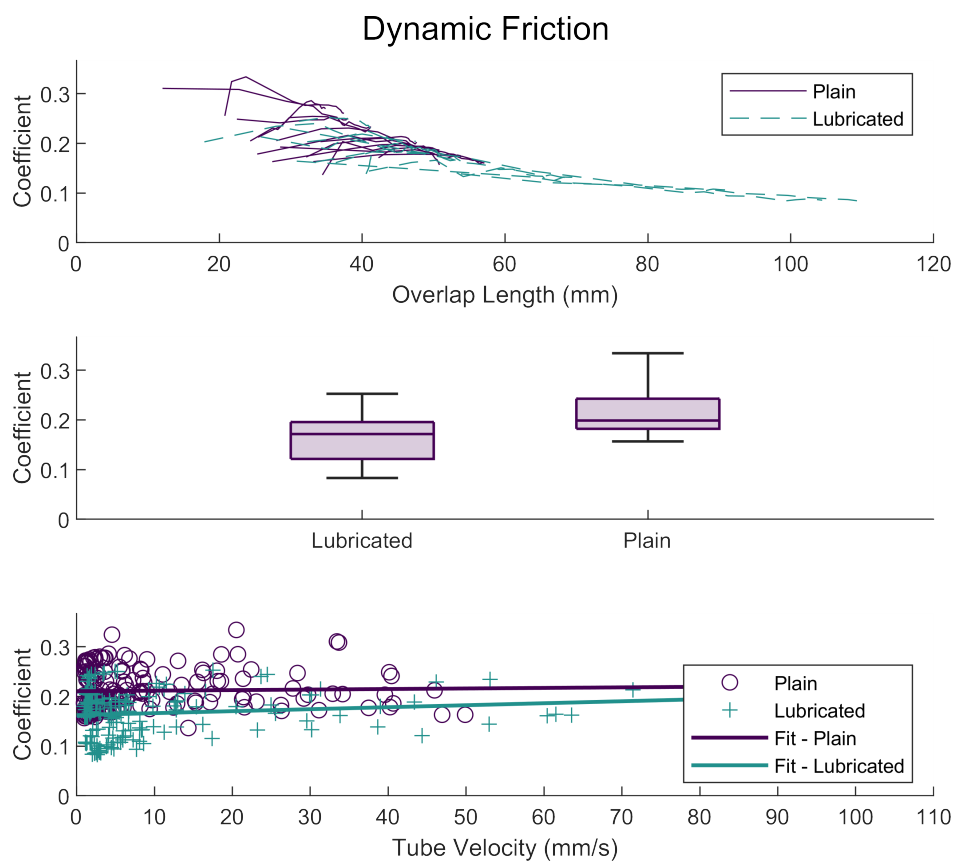 Dynamic Friction
Coefficient
0.3
0.2
0.1
0
0 20 40 60 80 100 120
Overlap Length (mm)
Plain
Lubricated
Coefficient
0.3
0.2
0.1
0
Lubricated Plain
Coefficient
0.3
0.2
0.1
0
0 10 20 30 40 50 60 70 80 90 100 110
Tube Velocity (mm/s)
Plain
Lubricated
Fit - Plain
Fit - Lubricated